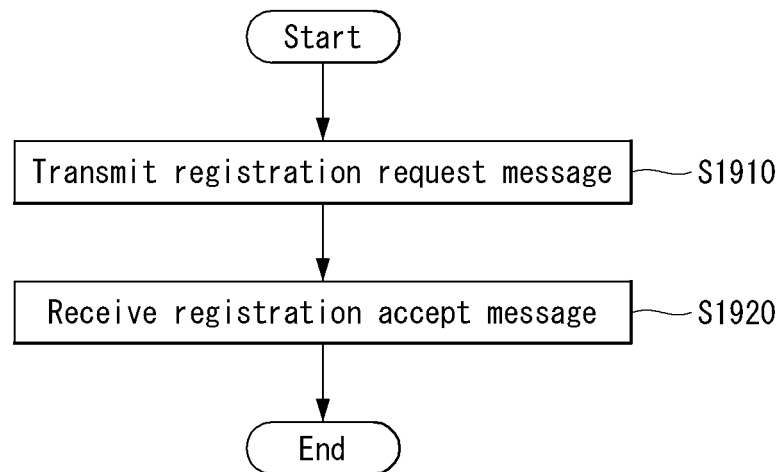 Start
Transmit registration request message
S1910
Receive registration accept message
S1920
End